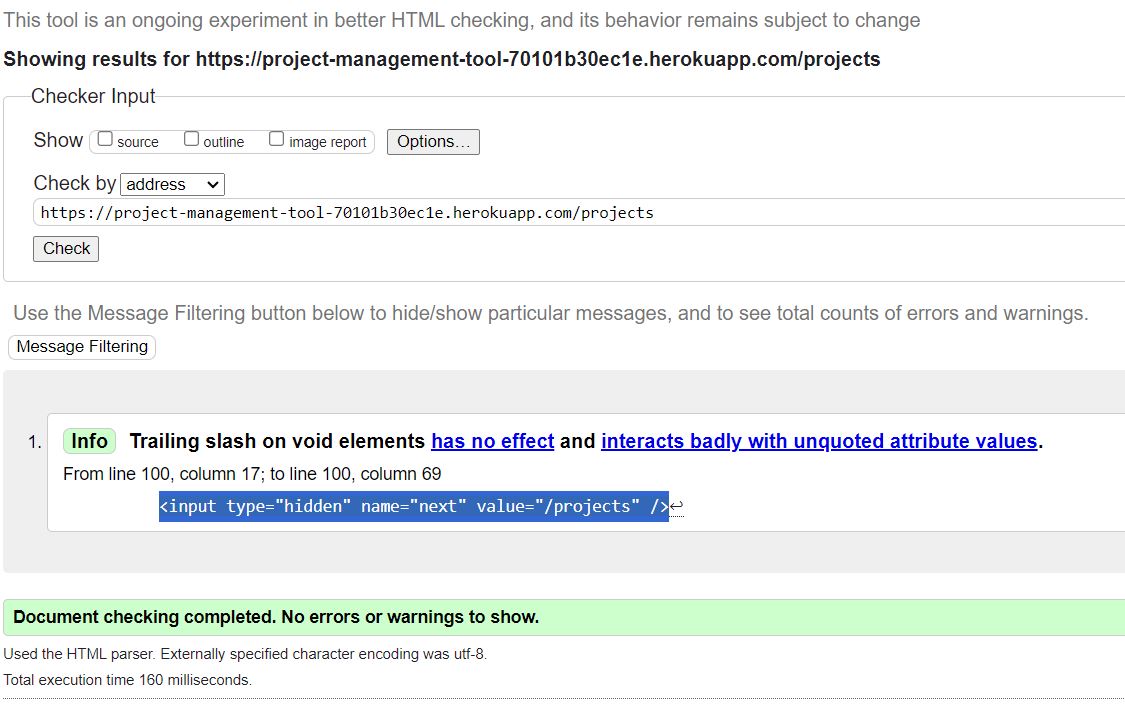 This tool is an ongoing experiment in better HTML checking, and its behavior remains subject to change
Showing results for https://project-management-tool-70101b30ec1e.herokuapp.com/projects
Checker Input
Show source outline image report Options...
Check by address
https://project-management-tool-70101b30ec1e.herokuapp.com/projects
Check
Use the Message Filtering button below to hide/show particular messages, and to see total counts of errors and warnings.
Message Filtering
1. Info Trailing slash on void elements has no effect and interacts badly with unquoted attribute values.
From line 100, column 17; to line 100, column 69
<input type="hidden" name="next" value="/projects" />↩
Document checking completed. No errors or warnings to show.
Used the HTML parser. Externally specified character encoding was utf-8.
Total execution time 160 milliseconds.